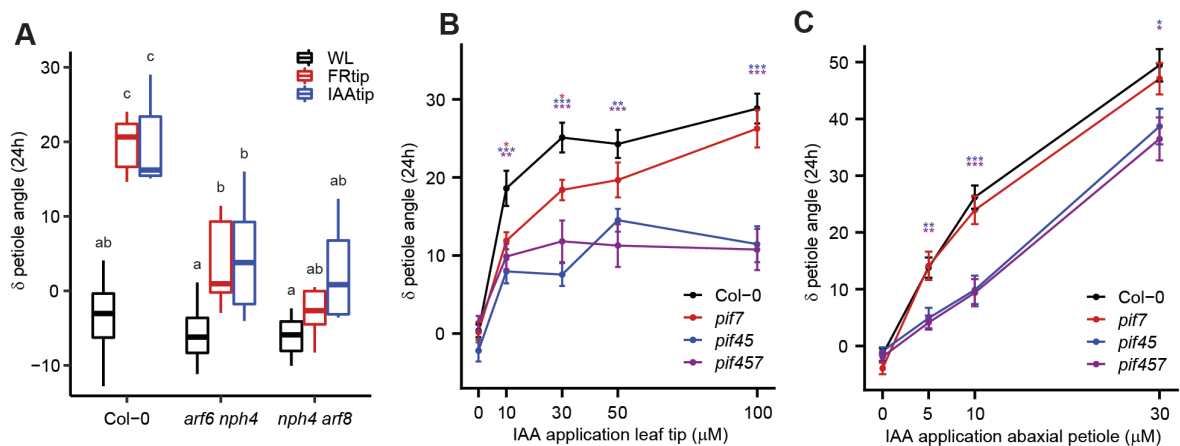 A
δ petiole angle (24h)
30
20
10
0
−10
WL
FRtip
IAAtip
ab
c
c
a
b
b
a
ab
ab
Col−0
arf6 nph4
nph4 arf8
B
δ petiole angle (24h)
30
20
10
0
*
***
**
*
***
***
**
***
***
***
Col−0
pif7
pif45
pif457
0
10
30
50
100
IAA application leaf tip (μM)
C
δ petiole angle (24h)
50
40
30
20
10
0
**
**
***
***
*
*
Col−0
pif7
pif45
pif457
0
5
10
30
IAA application abaxial petiole (μM)